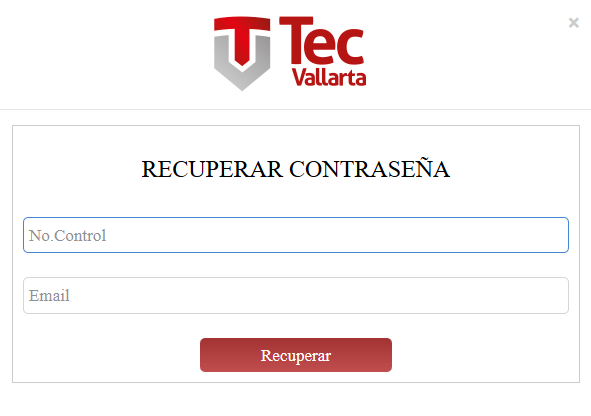 Tec
Vallarta
×
RECUPERAR CONTRASEÑA
No.Control
Email
Recuperar